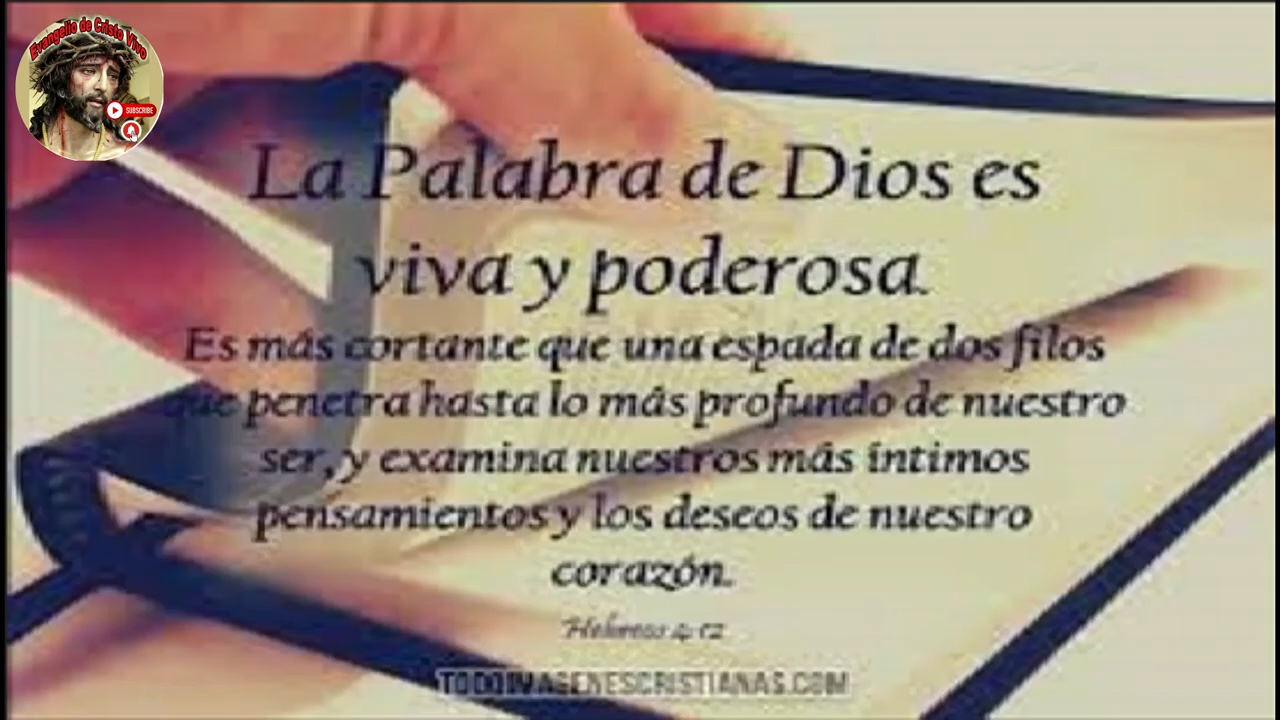 Evangelio de Cristo Vivo
SUBSCRIBE
La Palabra de Dios es
viva y poderosa.
Es más cortante que una espada de dos filos
que penetra hasta lo más profundo de nuestro
ser, y examina nuestros más íntimos
pensamientos y los deseos de nuestro
corazón.
Hebreos 4:12
TODOIMAGENESCRISTIANAS.COM